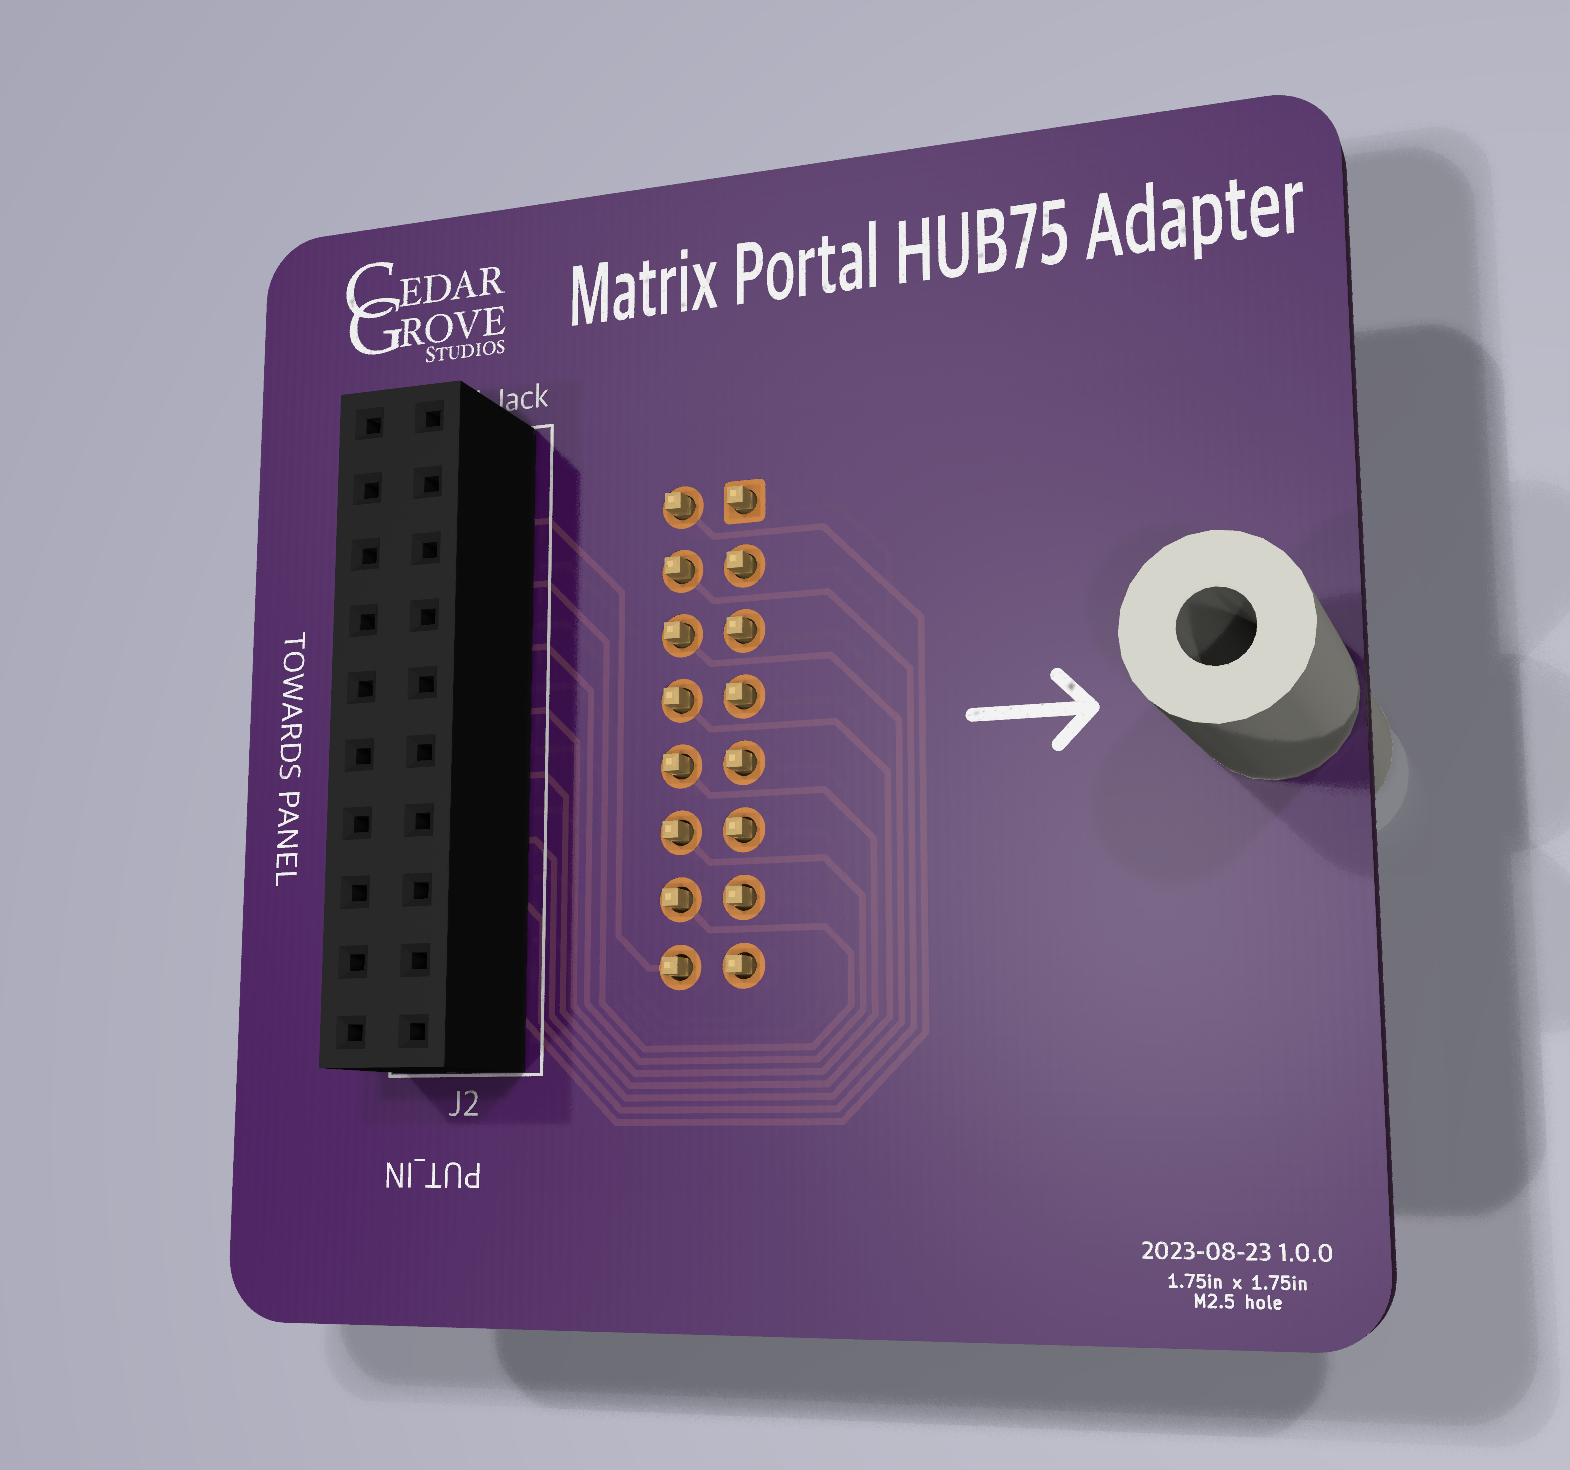 CEDAR
GROVE
STUDIOS
Matrix Portal HUB75 Adapter
Jack
TOWARDS PANEL
J2
PUT_IN
2023-08-23 1.0.0
1.75in x 1.75in
M2.5 hole